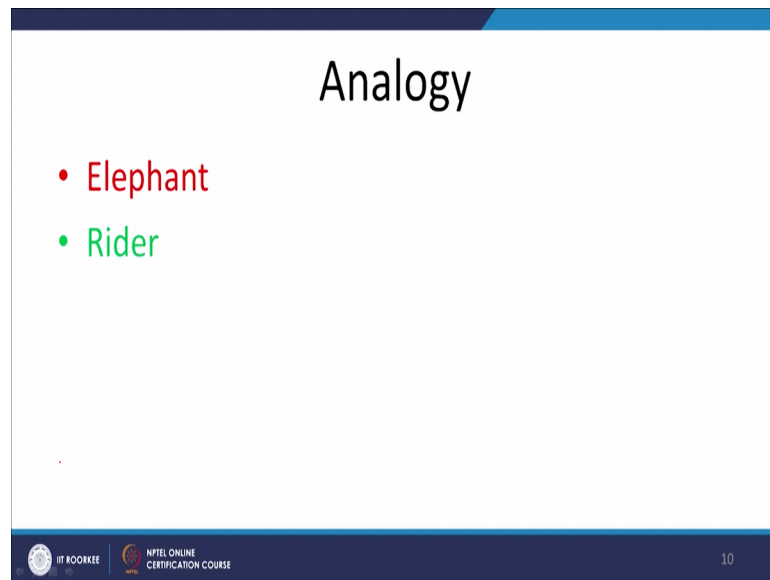 Analogy
• Elephant
• Rider
IIT ROORKEE
NPTEL ONLINE
CERTIFICATION COURSE
10